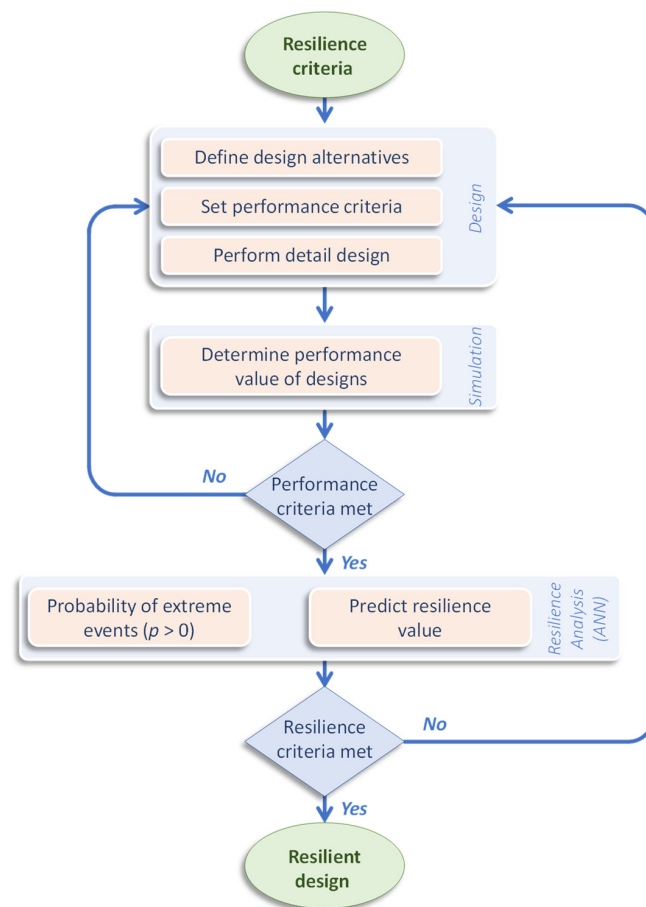 Resilience
criteria
Define design alternatives
Set performance criteria
Perform detail design
Design
Determine performance
value of designs
Simulation
No
Performance
criteria met
Yes
Probability of extreme
events (p > 0)
Predict resilience
value
Resilience
Analysis
(ANN)
Resilience
criteria met
No
Yes
Resilient
design